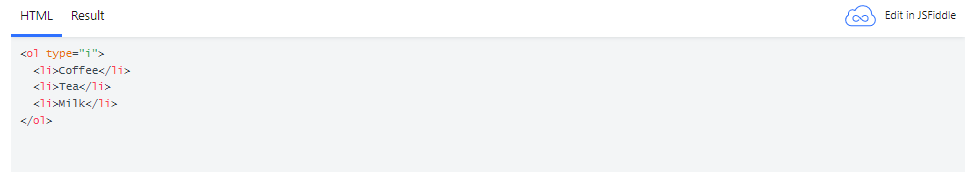 HTML Result Edit in JSFiddle
<ol type="i">
  <li>Coffee</li>
  <li>Tea</li>
  <li>Milk</li>
</ol>